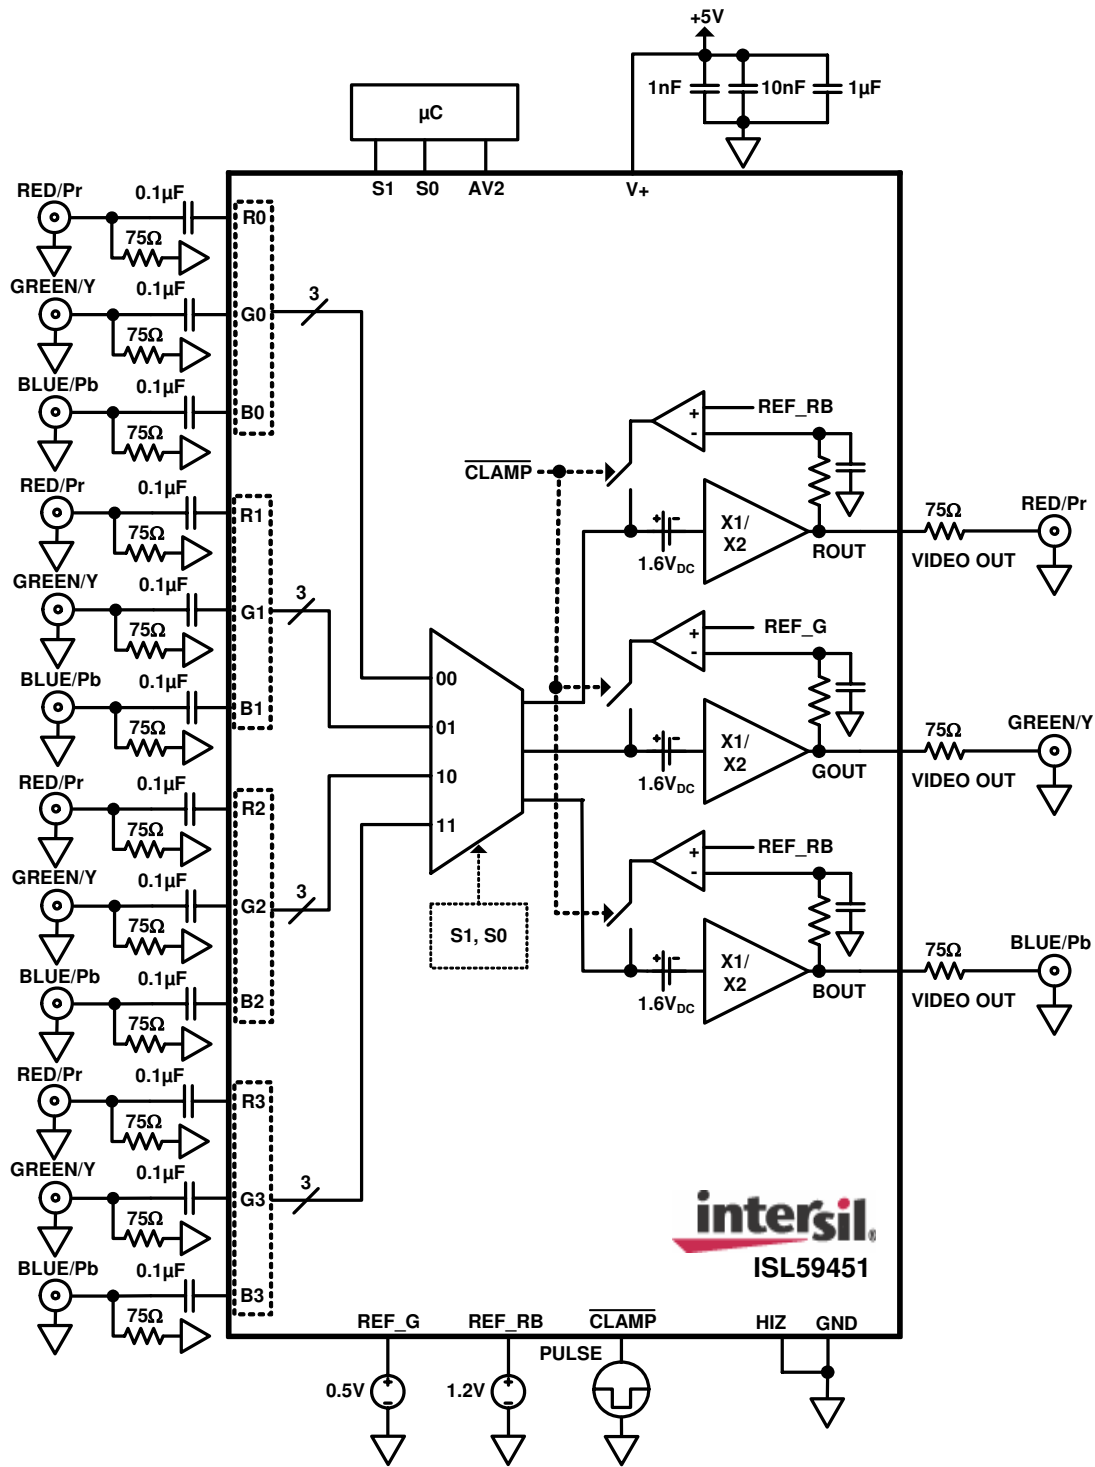 +5V
1nF
10nF
1µF
µC
S1
S0
AV2
V+
RED/Pr
0.1µF
R0
75Ω
GREEN/Y
0.1µF
G0
3
75Ω
BLUE/Pb
0.1µF
B0
75Ω
RED/Pr
0.1µF
R1
75Ω
GREEN/Y
0.1µF
G1
3
75Ω
BLUE/Pb
0.1µF
B1
75Ω
RED/Pr
0.1µF
R2
75Ω
GREEN/Y
0.1µF
G2
3
75Ω
BLUE/Pb
0.1µF
B2
75Ω
RED/Pr
0.1µF
R3
75Ω
GREEN/Y
0.1µF
G3
3
75Ω
BLUE/Pb
0.1µF
B3
75Ω
00
01
10
11
S1, S0
CLAMP
REF_RB
+
-
+ -
1.6VDC
X1/
X2
ROUT
75Ω
VIDEO OUT
RED/Pr
REF_G
+
-
+ -
1.6VDC
X1/
X2
GOUT
75Ω
VIDEO OUT
GREEN/Y
REF_RB
+
-
+ -
1.6VDC
X1/
X2
BOUT
75Ω
VIDEO OUT
BLUE/Pb
intersil®
ISL59451
REF_G
REF_RB
CLAMP
PULSE
HIZ
GND
0.5V
+
-
1.2V
+
-